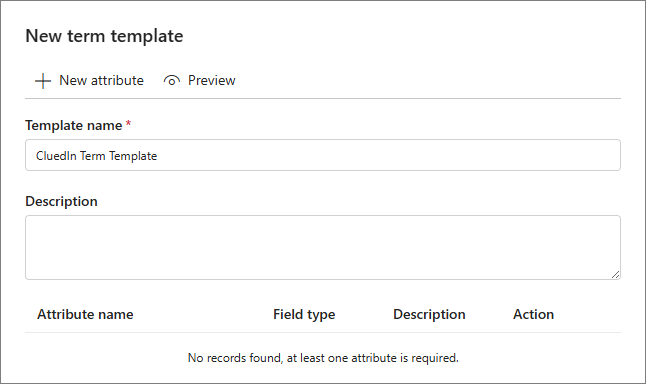 New term template
New attribute Preview
Template name *
CluedIn Term Template
Description
Attribute name Field type Description Action
No records found, at least one attribute is required.